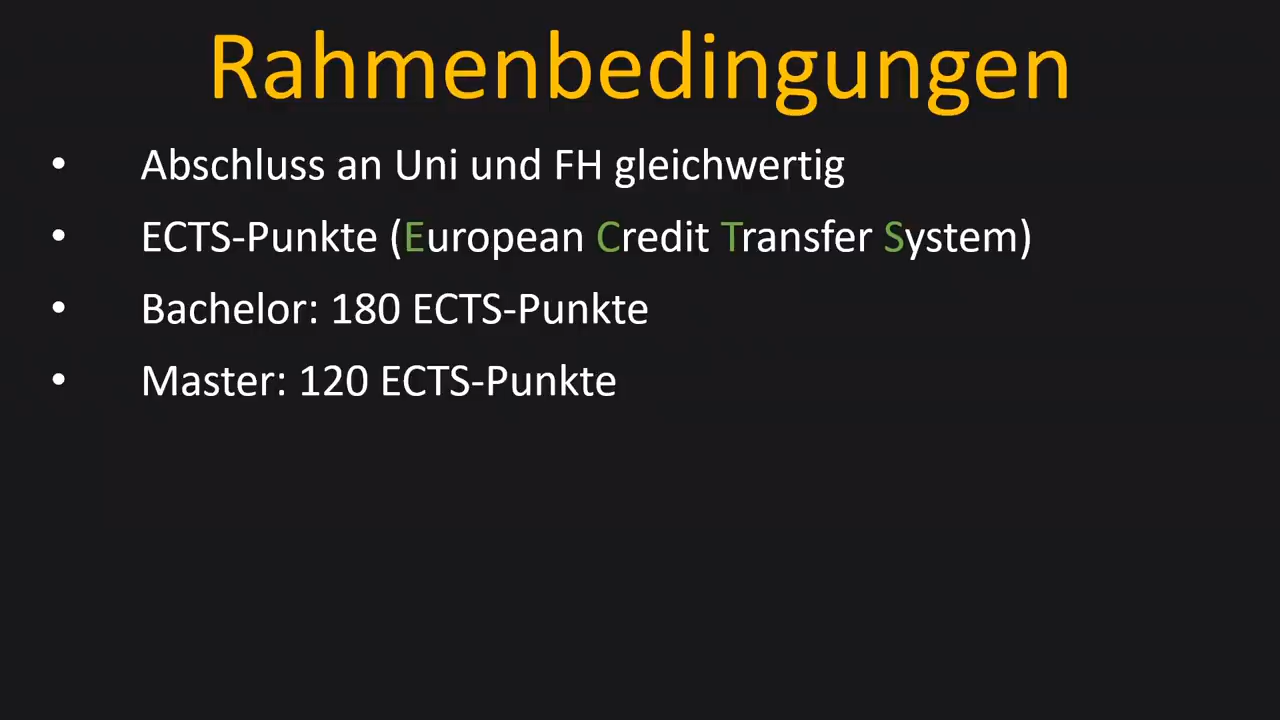 Rahmenbedingungen
• Abschluss an Uni und FH gleichwertig
• ECTS-Punkte (European Credit Transfer System)
• Bachelor: 180 ECTS-Punkte
• Master: 120 ECTS-Punkte